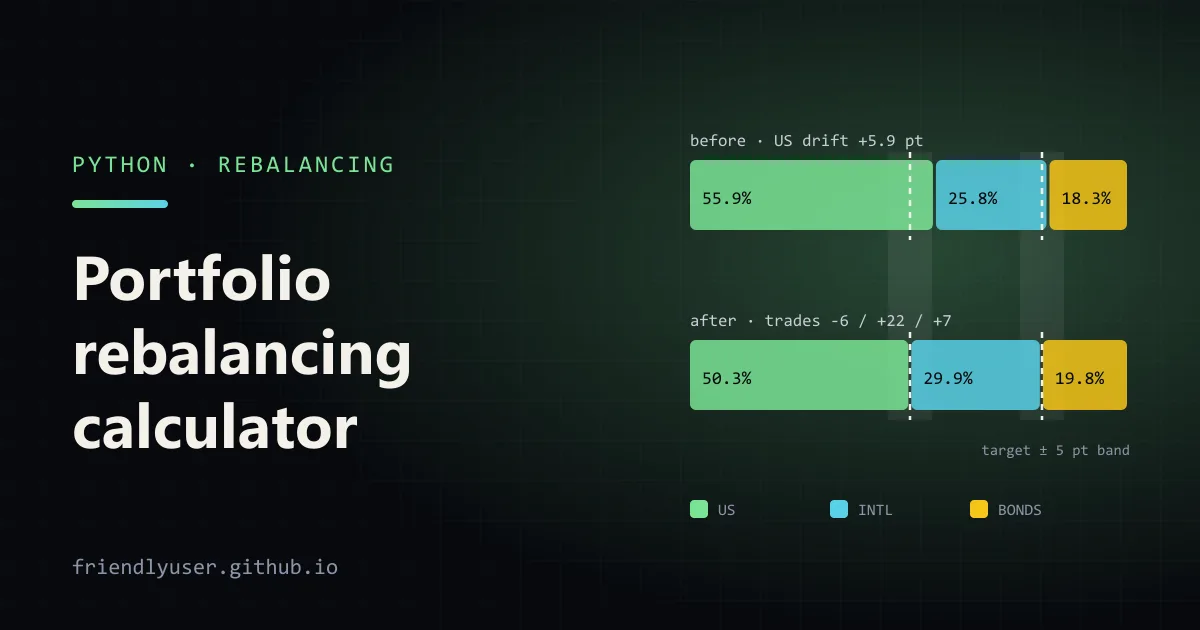 PYTHON · REBALANCING
Portfolio
rebalancing
calculator
friendlyuser.github.io
before · US drift +5.9 pt
55.9%
25.8%
18.3%
after · trades -6 / +22 / +7
50.3%
29.9%
19.8%
target ± 5 pt band
US
INTL
BONDS